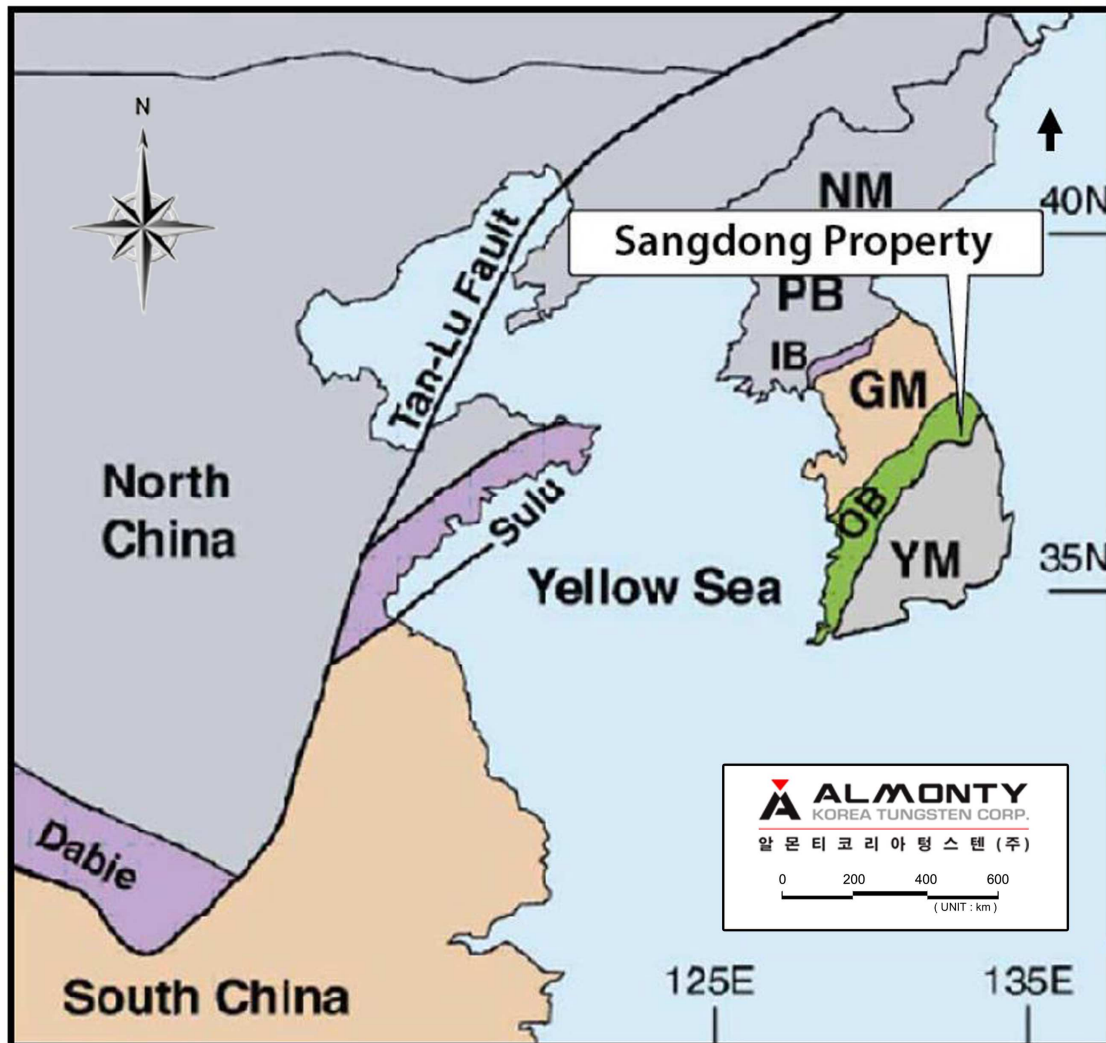 N
NM
40N
Sangdong Property
Tan-Lu Fault
PB
IB
GM
North
China
Sulu
OB
Yellow Sea
YM
35N
ALMONTY
KOREA TUNGSTEN CORP.
알몬티코리아텅스텐(주)
0 200 400 600
( UNIT : km )
Dabie
South China
125E
135E